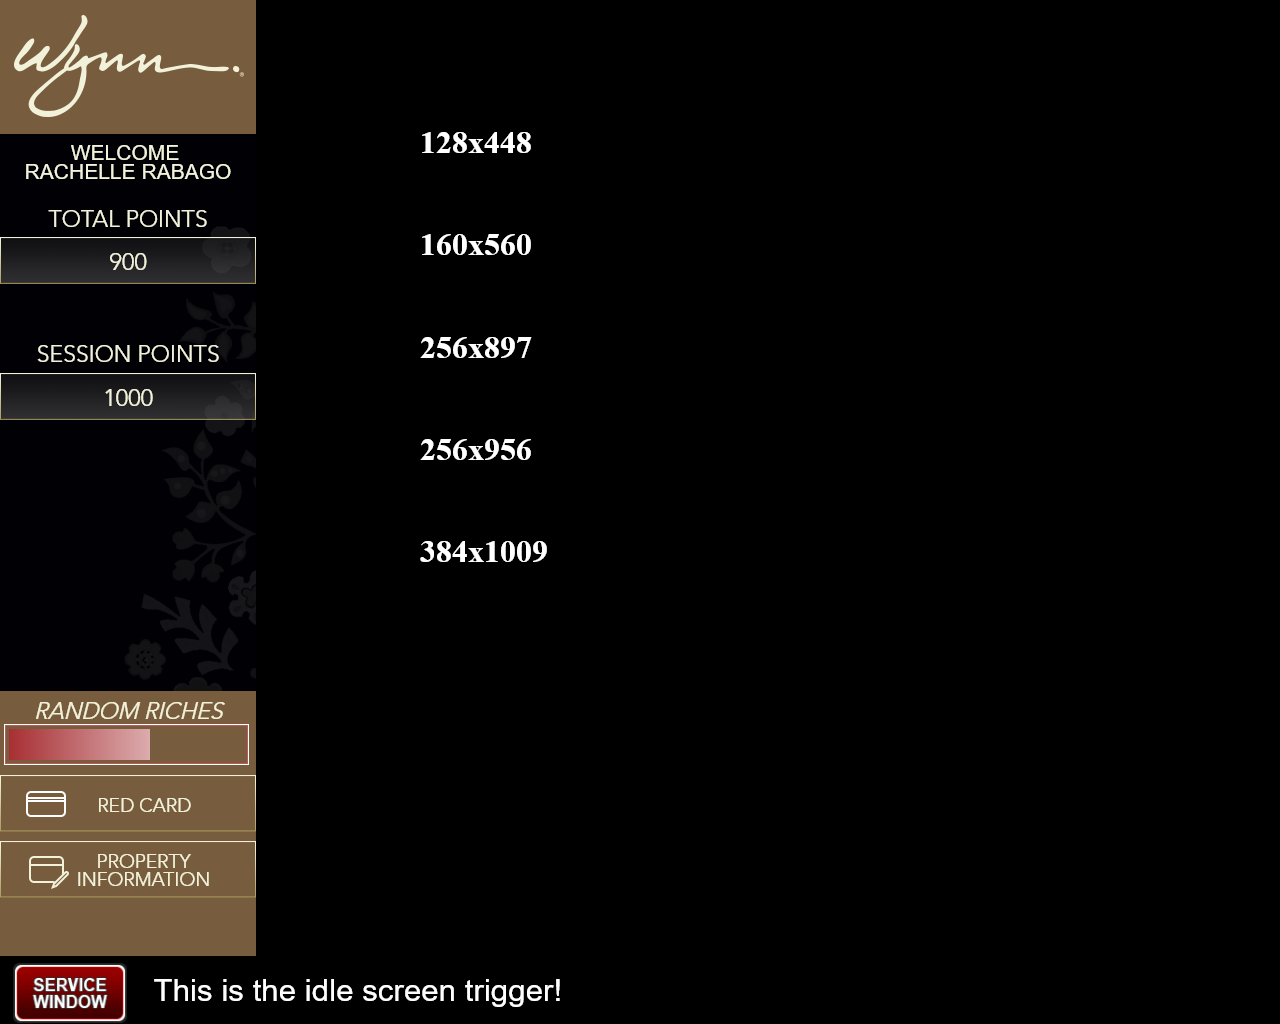 Wynn.®
WELCOME
RACHELLE RABAGO
TOTAL POINTS
900
SESSION POINTS
1000
128x448
160x560
256x897
256x956
384x1009
RANDOM RICHES
RED CARD
PROPERTY
INFORMATION
SERVICE
WINDOW
This is the idle screen trigger!